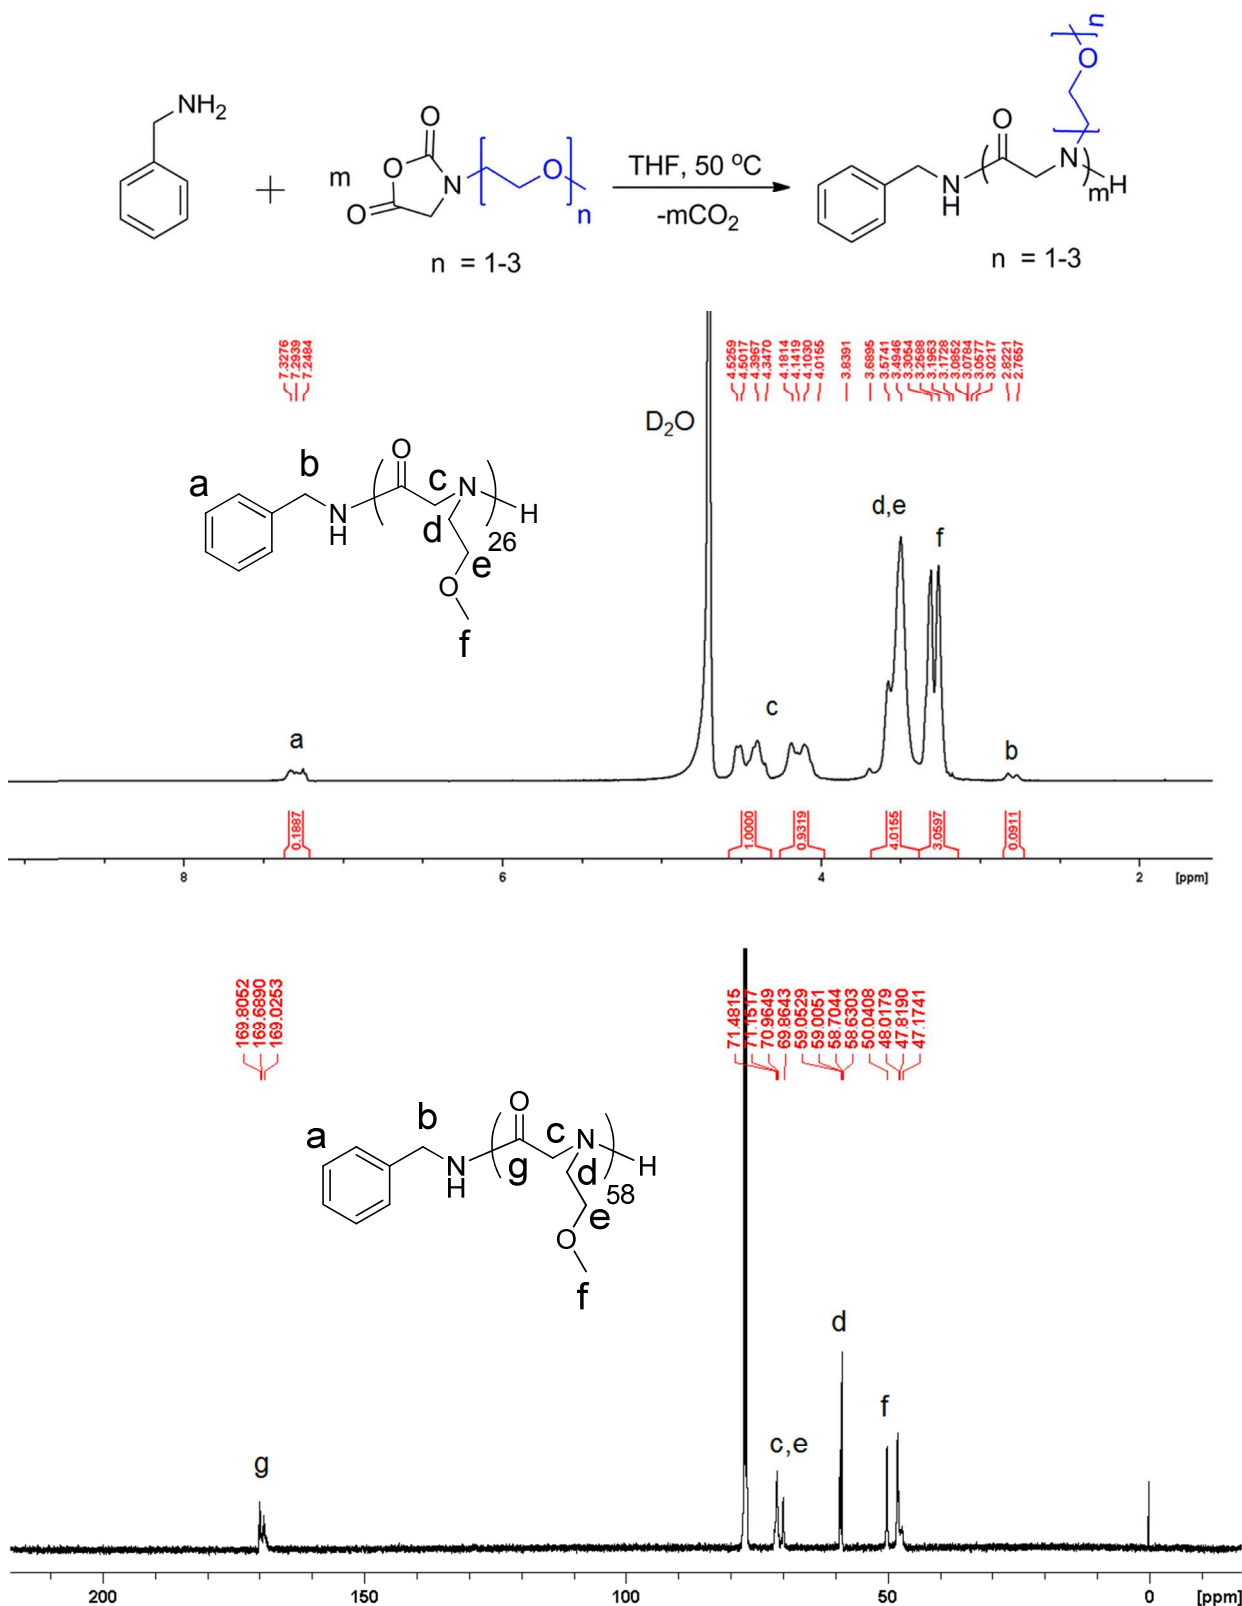 NH2
+
m
O
O
O
N
O
n
n = 1-3
THF, 50 °C
-mCO2
O
n
O
N
H
N
m
H
n = 1-3
7.3276
7.2939
7.2484
4.5259
4.5017
4.3967
4.3470
4.1814
4.1419
4.1030
4.0155
3.8391
3.6895
3.5741
3.4946
3.3054
3.2588
3.1963
3.1728
3.0852
3.0784
3.0577
3.0217
2.8221
2.7657
D2O
a
b
O
c
N
H
N
H
d
26
e
O
f
a
c
d,e
f
b
0.1887
1.0000
0.9319
4.0155
3.0597
0.0911
8
6
4
2
[ppm]
169.8052
169.6890
169.0253
71.4815
71.1517
70.9649
69.8643
59.0529
59.0051
58.7044
58.6303
50.0408
48.0179
47.8190
47.1741
a
b
O
c
N
H
N
H
g
d
58
e
O
f
g
c,e
d
f
200
150
100
50
0
[ppm]